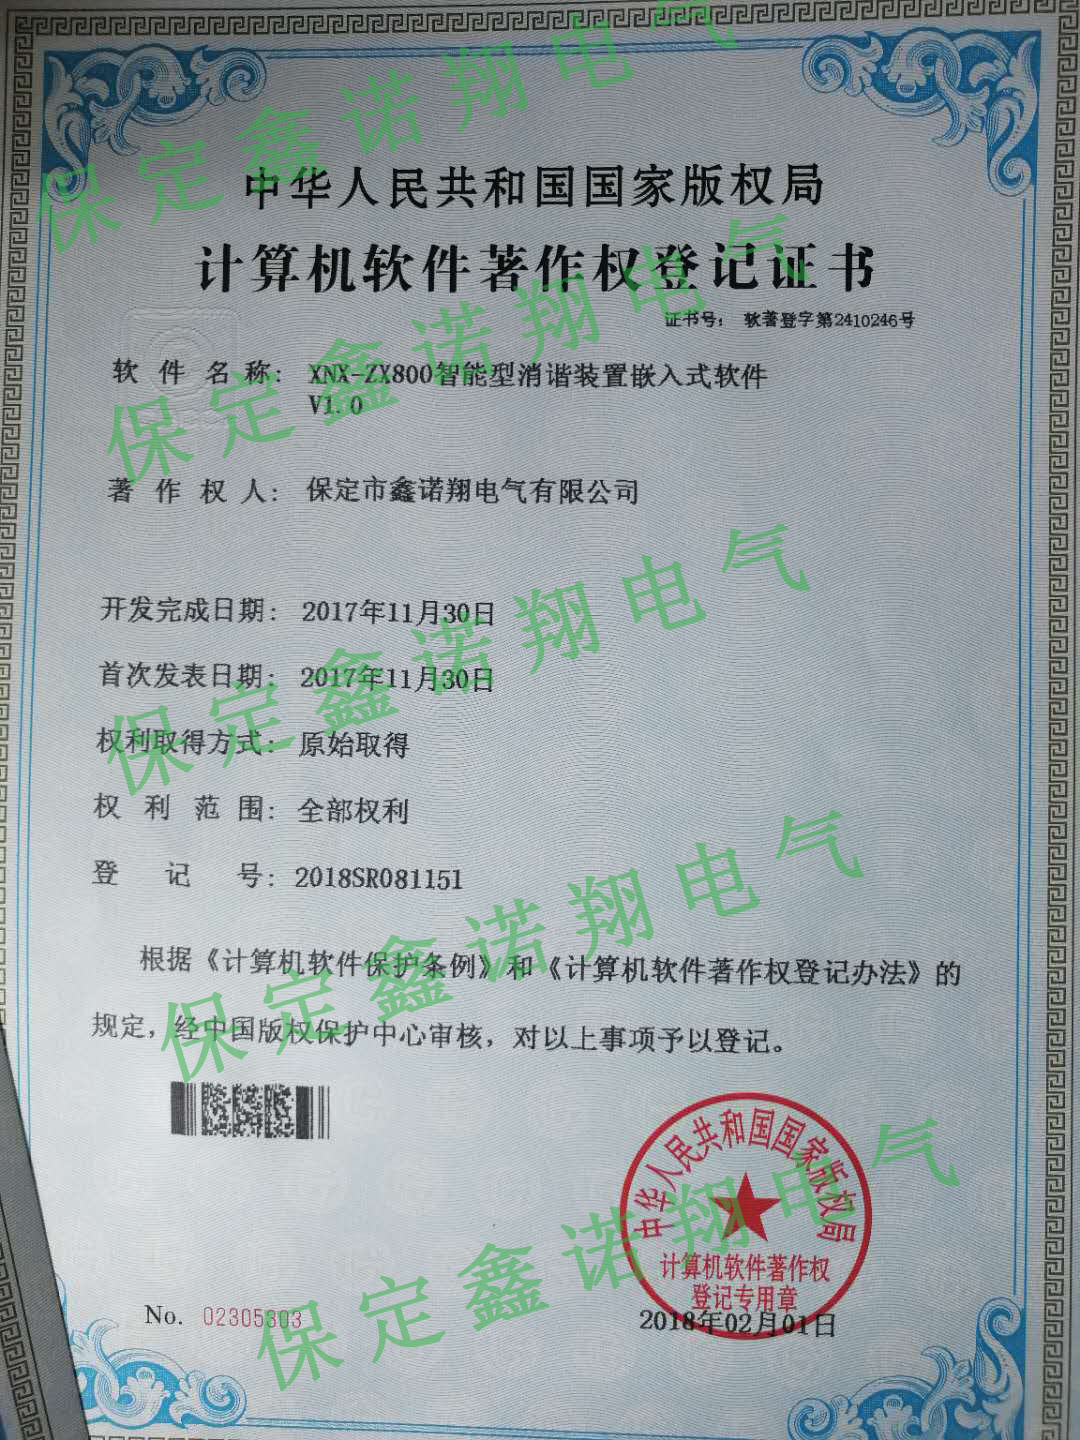 中华人民共和国国家版权局
计算机软件著作权登记证书
证书号： 软著登字第2410246号
软件名称： XNX-ZX800智能型消谐装置嵌入式软件
V1.0
著作权人： 保定市鑫诺翔电气有限公司
开发完成日期： 2017年11月30日
首次发表日期： 2017年11月30日
权利取得方式： 原始取得
权利范围： 全部权利
登记号： 2018SR081151
根据《计算机软件保护条例》和《计算机软件著作权登记办法》的
规定，经中国版权保护中心审核，对以上事项予以登记。
中华人民共和国国家版权局
计算机软件著作权
登记专用章
No. 02305303
2018年02月01日
保定鑫诺翔电气
保定鑫诺翔电气
保定鑫诺翔电气
保定鑫诺翔电气
保定鑫诺翔电气